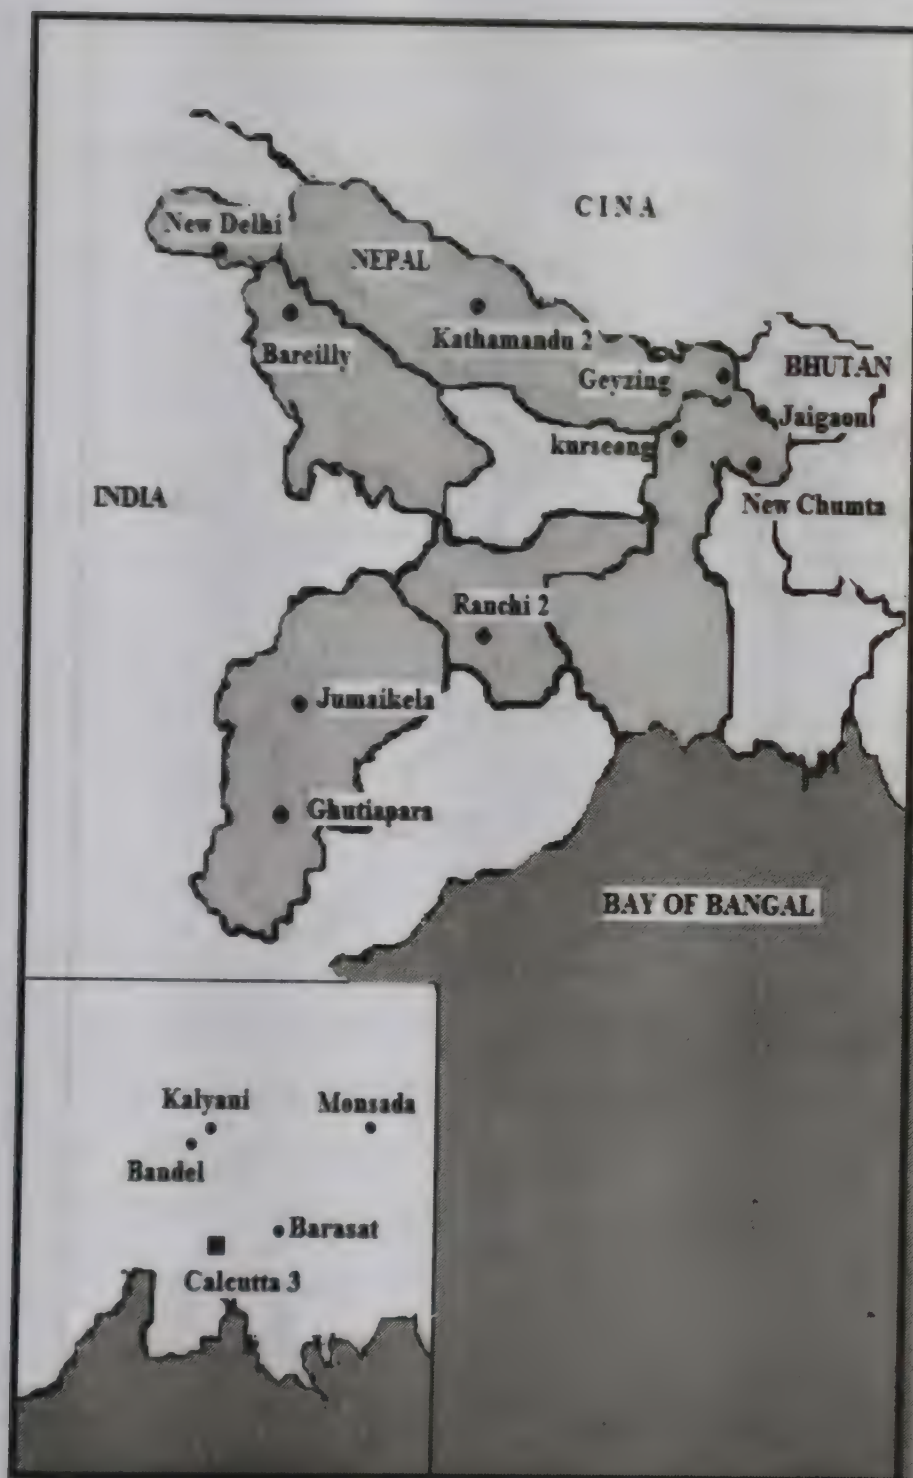 CINA
New Delhi
NEPAL
Kathamandu 2
Bareilly
BHUTAN
Geyzing
Jaigaon
kurseong
INDIA
New Chumta
Ranchi 2
Jumaikela
Ghutiapara
BAY OF BANGAL
Kalyani
Monsada
Bandel
Barasat
Calcutta 3